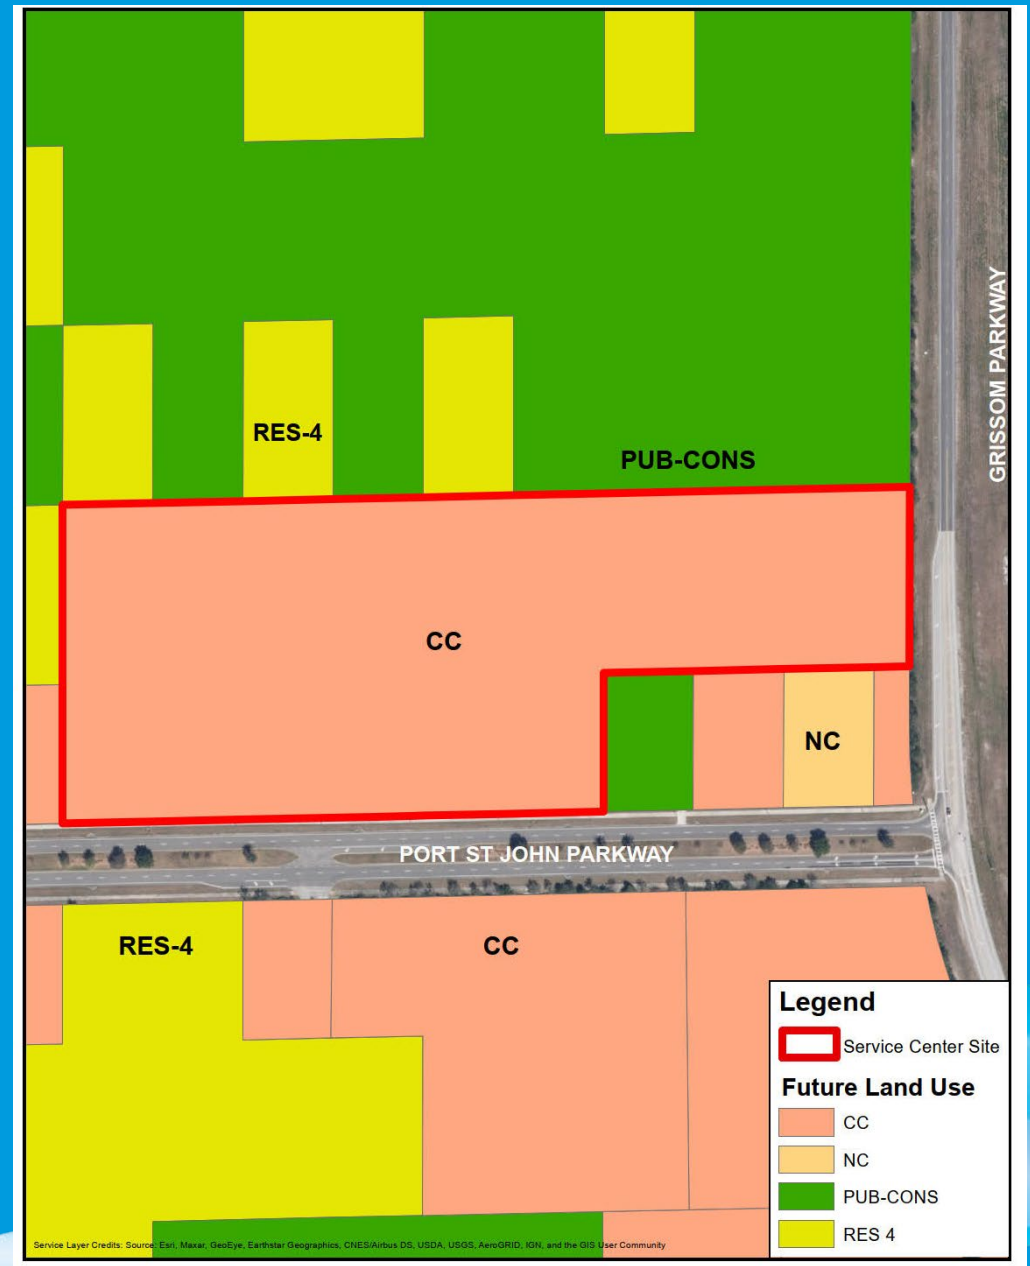 GRISSOM PARKWAY
RES-4
PUB-CONS
CC
NC
PORT ST JOHN PARKWAY
RES-4
CC
Legend
Service Center Site
Future Land Use
CC
NC
PUB-CONS
RES 4
Service Layer Credits: Source: Esri, Maxar, GeoEye, Earthstar Geographics, CNES/Airbus DS, USDA, USGS, AeroGRID, IGN, and the GIS User Community